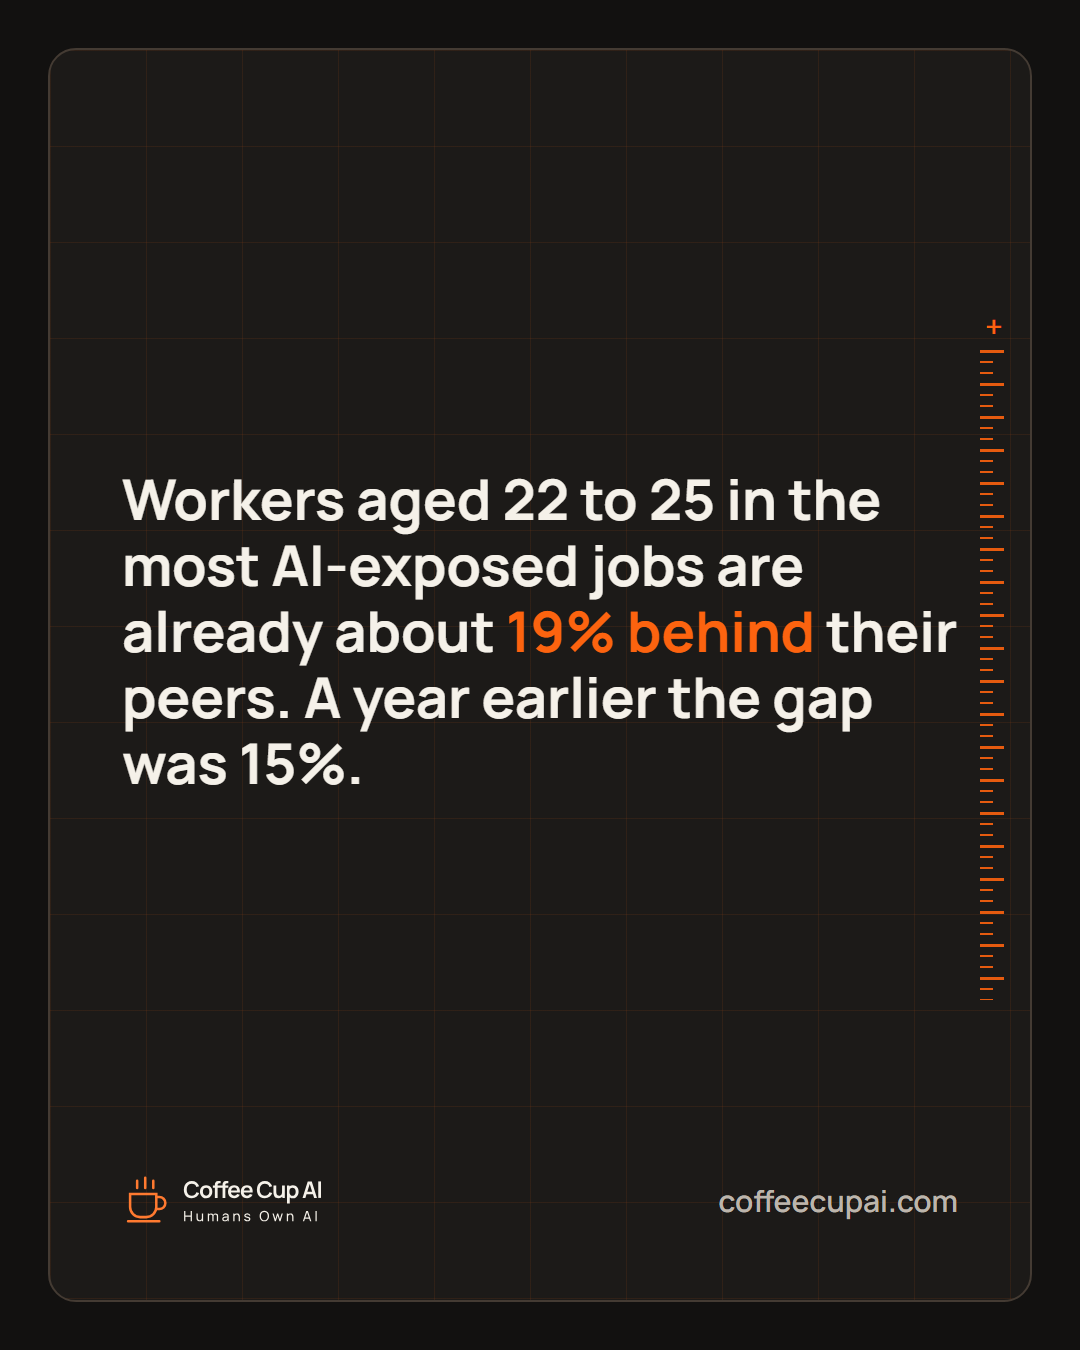 Workers aged 22 to 25 in the
most AI-exposed jobs are
already about 19% behind their
peers. A year earlier the gap
was 15%.
+
Coffee Cup AI
Humans Own AI
coffeecupai.com